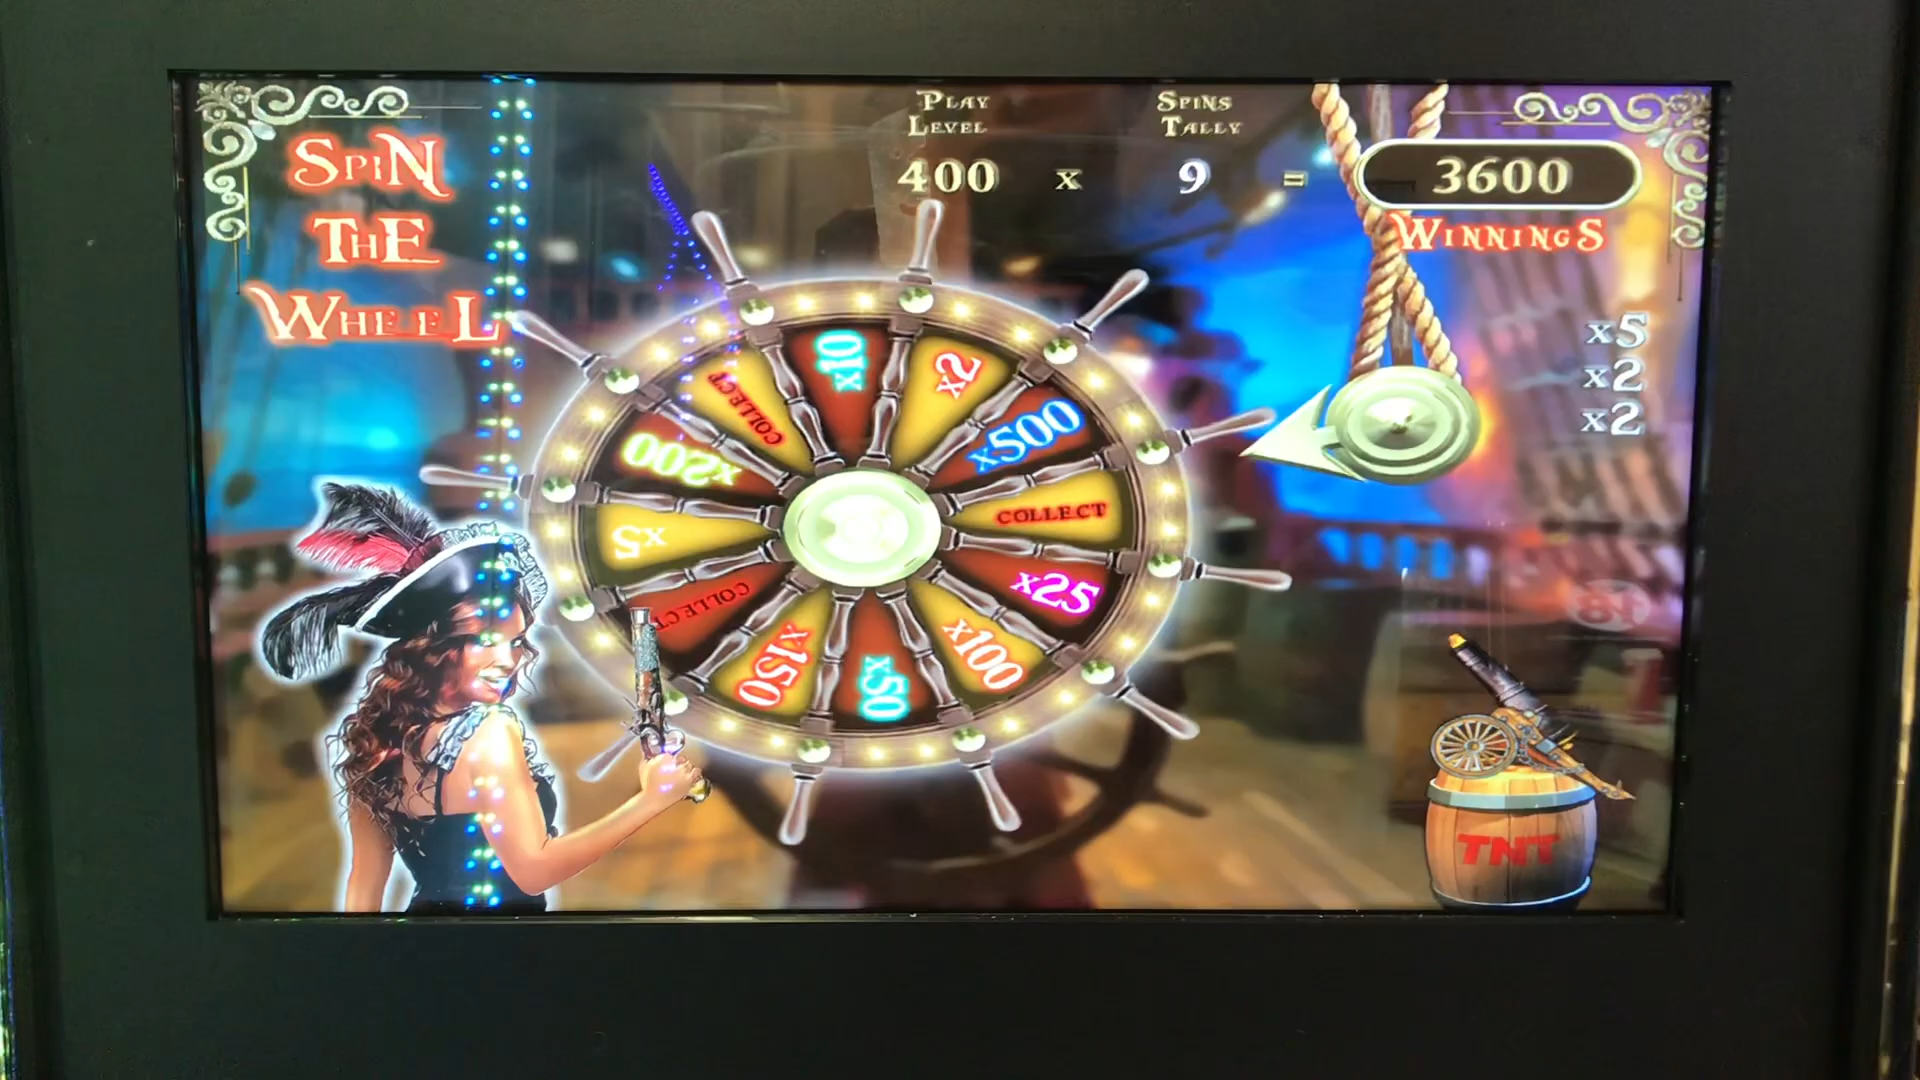 SPIN
THE
WHEEL
PLAY
LEVEL
SPINS
TALLY
400 x 9 = 3600
WINNINGS
x5
x2
x2
x10
x2
x500
COLLECT
x25
x100
x50
x150
COLLECT
x5
x200
COLLECT
TNT